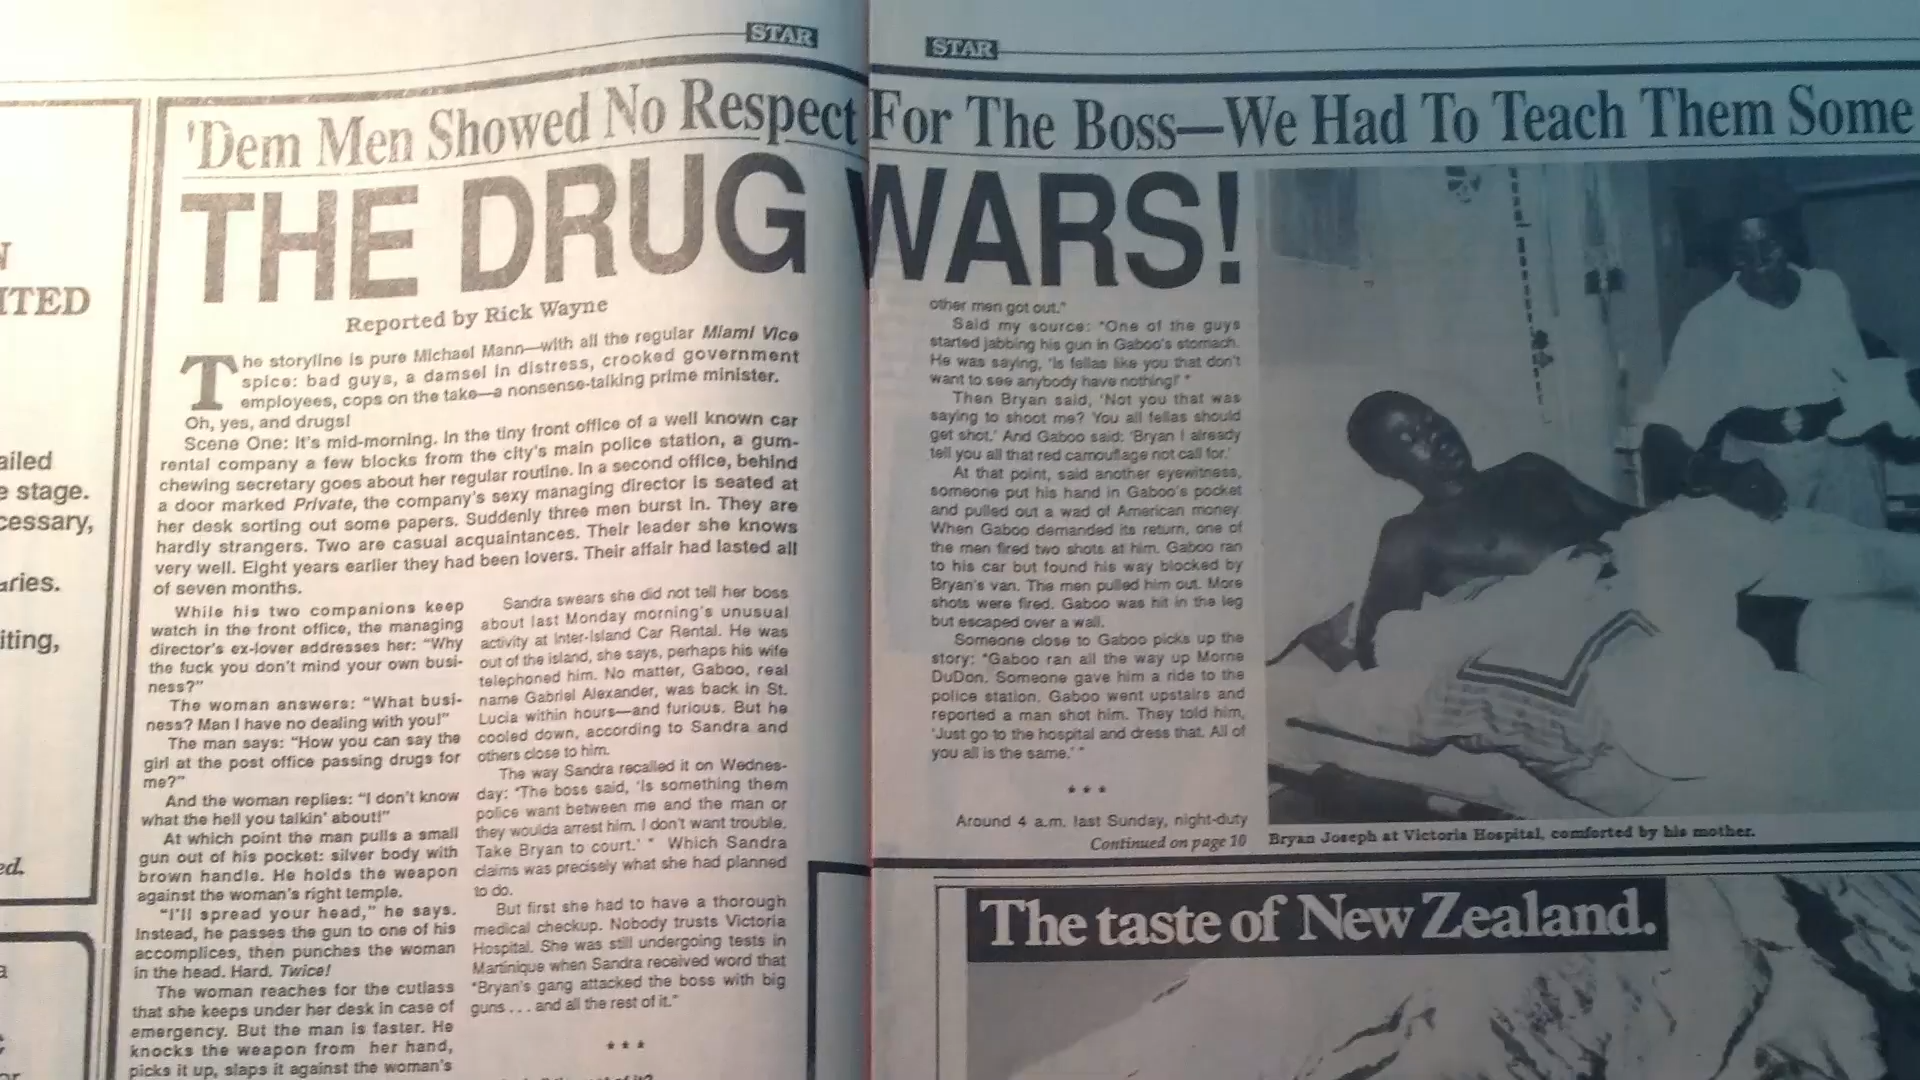 STAR
STAR
'Dem Men Showed No Respect For The Boss—We Had To Teach Them Some
THE DRUG WARS!
Reported by Rick Wayne
The storyline is pure Michael Mann—with all the regular Miami Vice
spice: bad guys, a damsel in distress, crooked government
employees, cops on the take—a nonsense-talking prime minister.
Oh, yes, and drugs!
Scene One: It's mid-morning. In the tiny front office of a well known car
rental company a few blocks from the city's main police station, a gum-
chewing secretary goes about her regular routine. In a second office, behind
a door marked Private, the company's sexy managing director is seated at
her desk sorting out some papers. Suddenly three men burst in. They are
hardly strangers. Two are casual acquaintances. Their leader she knows
very well. Eight years earlier they had been lovers. Their affair had lasted all
of seven months.
While his two companions keep
watch in the front office, the managing
director's ex-lover addresses her: "Why
the fuck you don't mind your own busi-
ness?"
The woman answers: "What busi-
ness? Man I have no dealing with you!"
The man says: "How you can say the
girl at the post office passing drugs for
me?"
And the woman replies: "I don't know
what the hell you talkin' about!"
At which point the man pulls a small
gun out of his pocket: silver body with
brown handle. He holds the weapon
against the woman's right temple.
"I'll spread your head," he says.
Instead, he passes the gun to one of his
accomplices, then punches the woman
in the head. Hard. Twice!
The woman reaches for the cutlass
that she keeps under her desk in case of
emergency. But the man is faster. He
knocks the weapon from her hand,
picks it up, slaps it against the woman's
Sandra swears she did not tell her boss
about last Monday morning's unusual
activity at Inter-Island Car Rental. He was
out of the island, she says, perhaps his wife
telephoned him. No matter, Gaboo, real
name Gabriel Alexander, was back in St.
Lucia within hours—and furious. But he
cooled down, according to Sandra and
others close to him.
The way Sandra recalled it on Wednes-
day: "The boss said, 'Is something them
police want between me and the man or
they woulda arrest him. I don't want trouble.
Take Bryan to court.' " Which Sandra
claims was precisely what she had planned
to do.
But first she had to have a thorough
medical checkup. Nobody trusts Victoria
Hospital. She was still undergoing tests in
Martinique when Sandra received word that
"Bryan's gang attacked the boss with big
guns . . . and all the rest of it."
* * *
other men got out."
Said my source: "One of the guys
started jabbing his gun in Gaboo's stomach.
He was saying, 'Is fellas like you that don't
want to see anybody have nothing!' "
Then Bryan said, 'Not you that was
saying to shoot me? You all fellas should
get shot.' And Gaboo said: 'Bryan I already
tell you all that red camouflage not call for.'
At that point, said another eyewitness,
someone put his hand in Gaboo's pocket
and pulled out a wad of American money.
When Gaboo demanded its return, one of
the men fired two shots at him. Gaboo ran
to his car but found his way blocked by
Bryan's van. The men pulled him out. More
shots were fired. Gaboo was hit in the leg
but escaped over a wall.
Someone close to Gaboo picks up the
story: "Gaboo ran all the way up Morne
DuDon. Someone gave him a ride to the
police station. Gaboo went upstairs and
reported a man shot him. They told him,
'Just go to the hospital and dress that. All of
you all is the same.' "
* * *
Around 4 a.m. last Sunday, night-duty
Continued on page 10
Bryan Joseph at Victoria Hospital, comforted by his mother.
The taste of New Zealand.
ITED
ailed
e stage.
cessary,
aries.
iting,
ed.